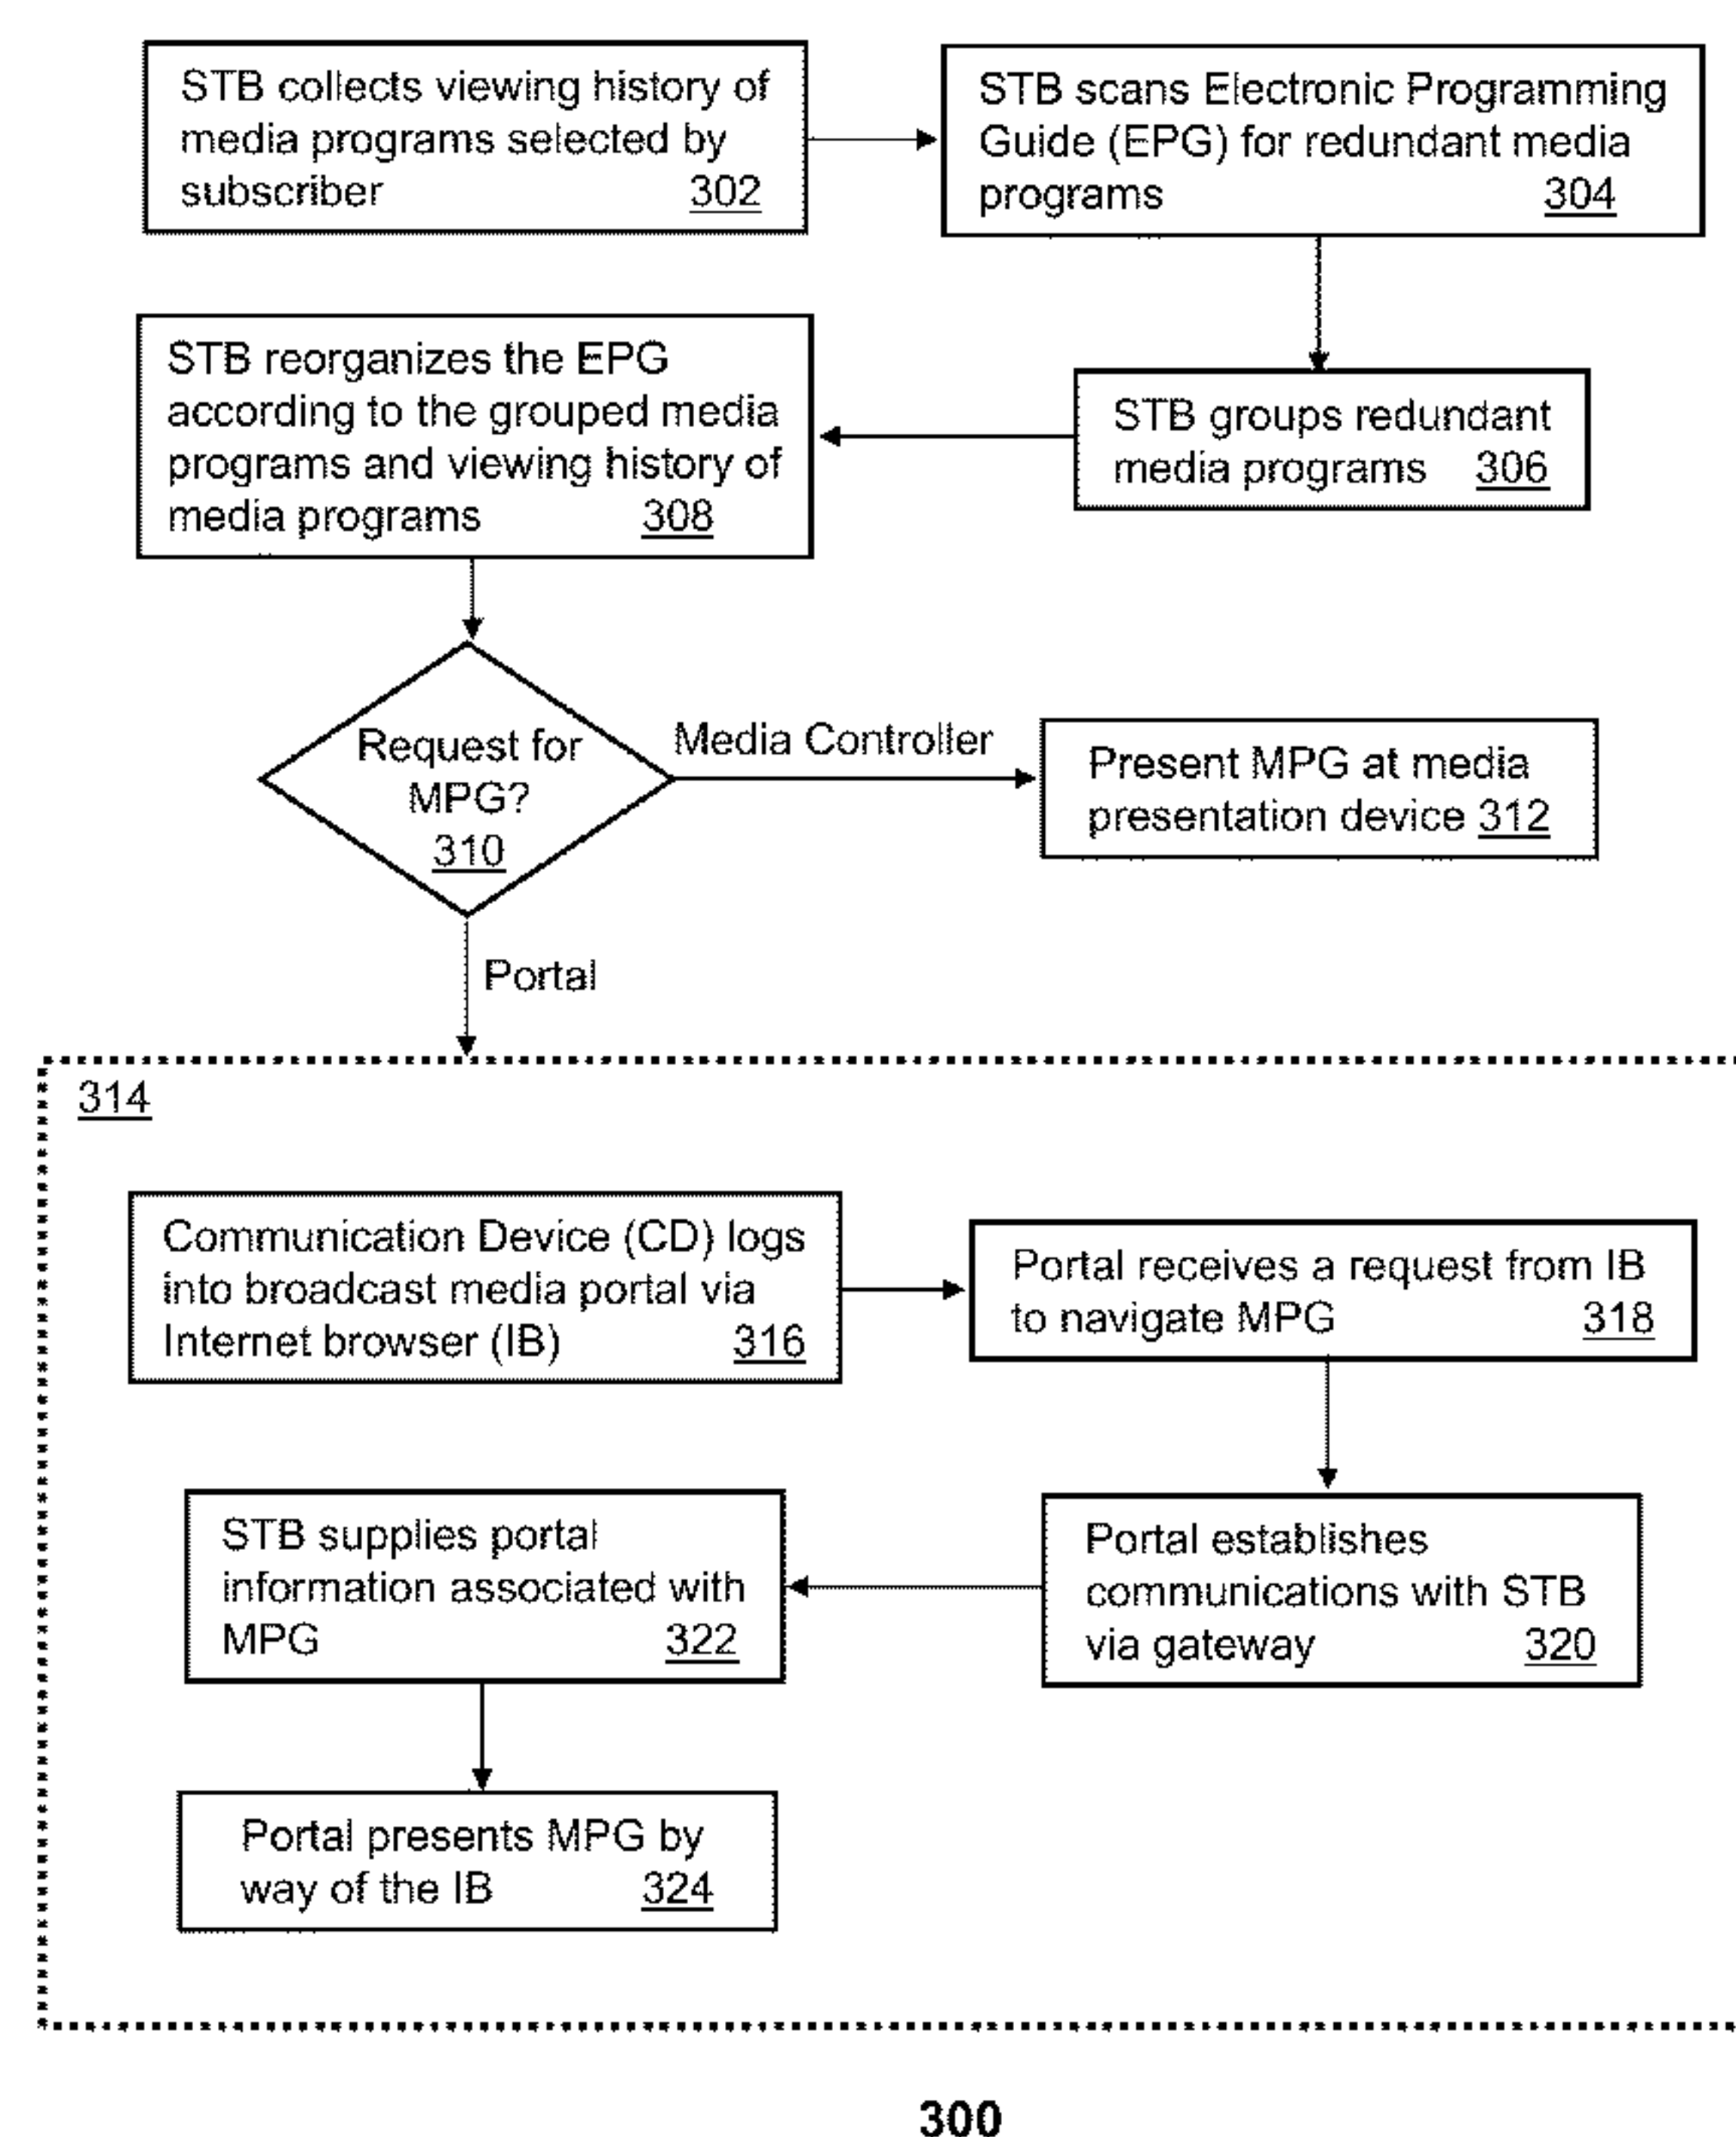 STB collects viewing history of
media programs selected by
subscriber 302
STB scans Electronic Programming
Guide (EPG) for redundant media
programs 304
STB groups redundant
media programs 306
STB reorganizes the EPG
according to the grouped media
programs and viewing history of
media programs 308
Request for
MPG?
310
Media Controller
Present MPG at media
presentation device 312
Portal
314
Communication Device (CD) logs
into broadcast media portal via
Internet browser (IB) 316
Portal receives a request from IB
to navigate MPG 318
Portal establishes
communications with STB
via gateway 320
STB supplies portal
information associated with
MPG 322
Portal presents MPG by
way of the IB 324
300